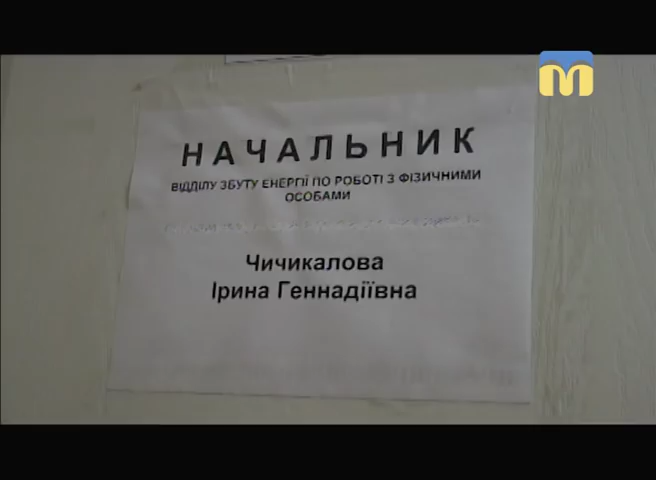 НАЧАЛЬНИК
ВІДДІЛУ ЗБУТУ ЕНЕРГІЇ ПО РОБОТІ З ФІЗИЧНИМИ
ОСОБАМИ
Чичикалова
Ірина Геннадіївна